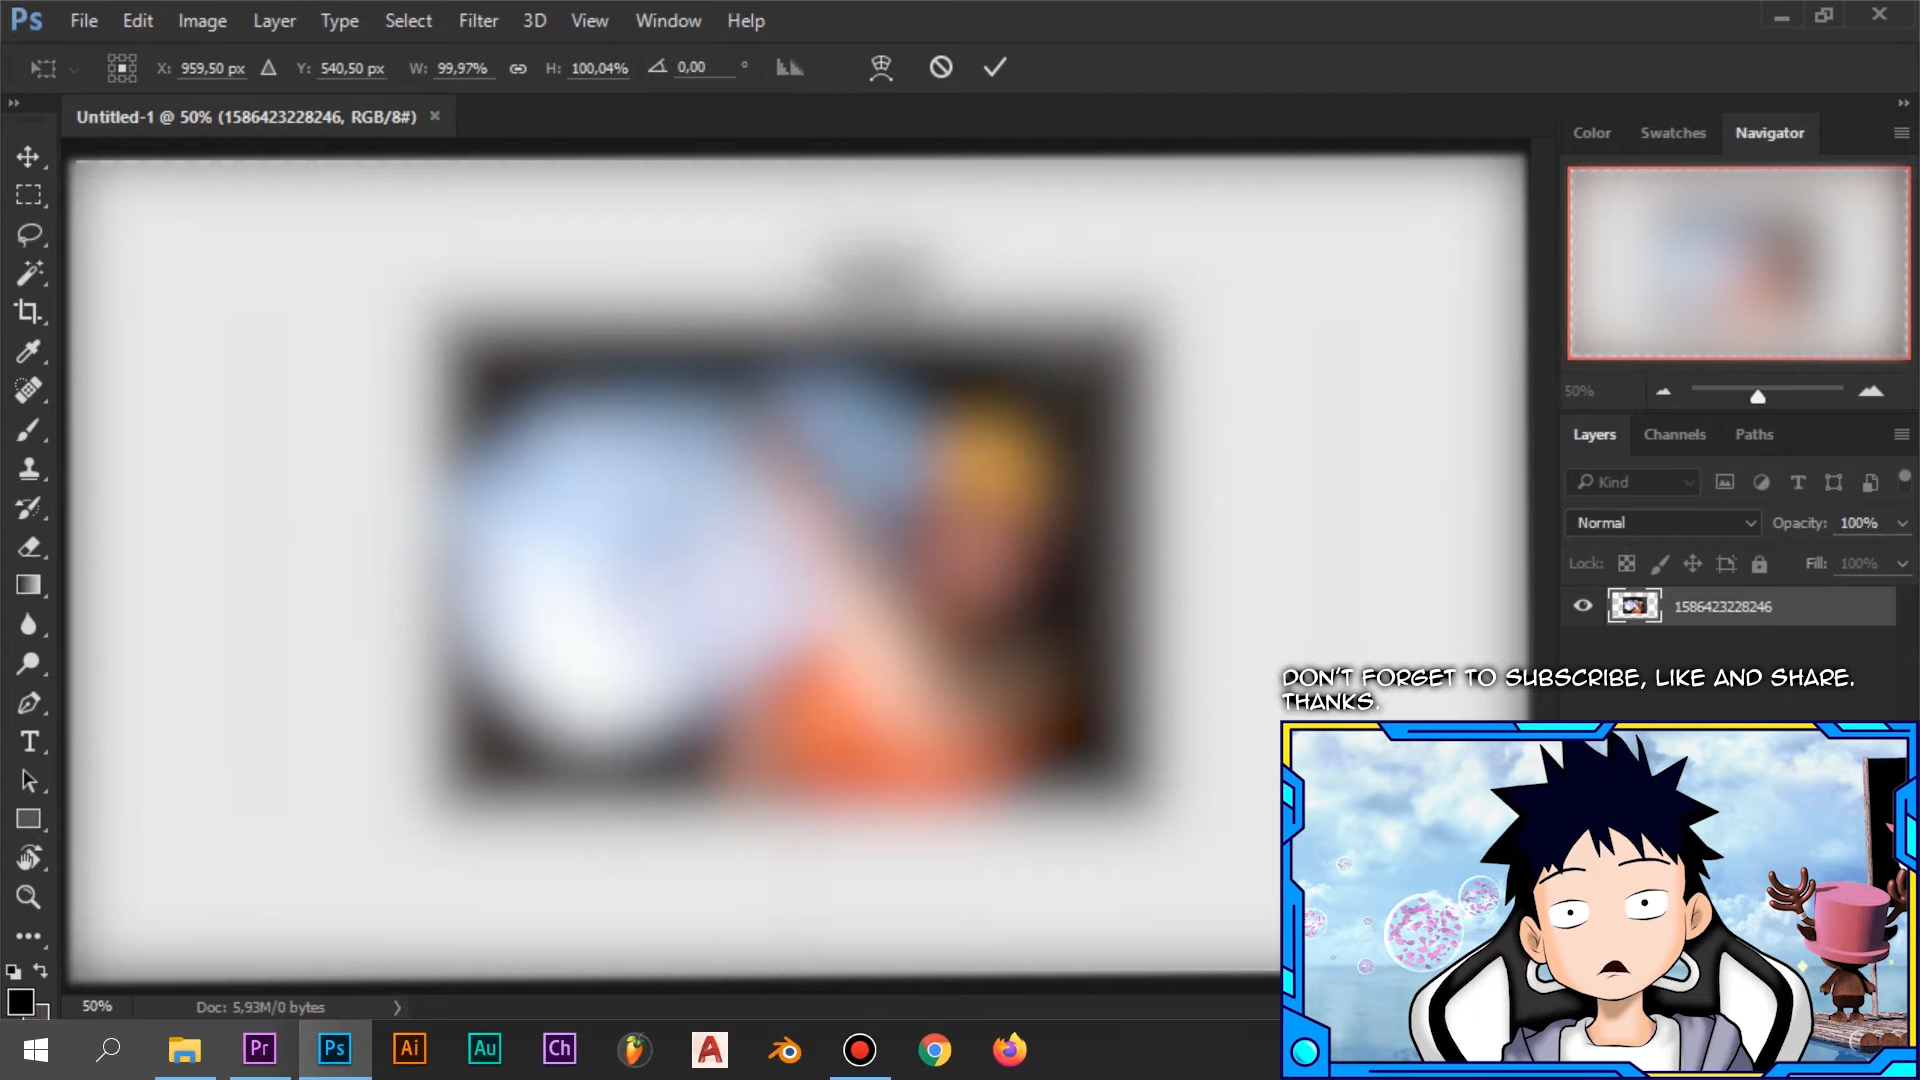 Ps File Edit Image Layer Type Select Filter 3D View Window Help
X: 959,50 px Y: 540,50 px W: 99,97% H: 100,04% 0,00 °
Untitled-1 @ 50% (1586423228246, RGB/8#) ×
Color Swatches Navigator
50%
Layers Channels Paths
Kind
Normal Opacity: 100%
Lock: Fill: 100%
1586423228246
DON'T FORGET TO SUBSCRIBE, LIKE AND SHARE.
THANKS.
50% Doc: 5,93M/0 bytes
Pr Ps Ai Au Ch